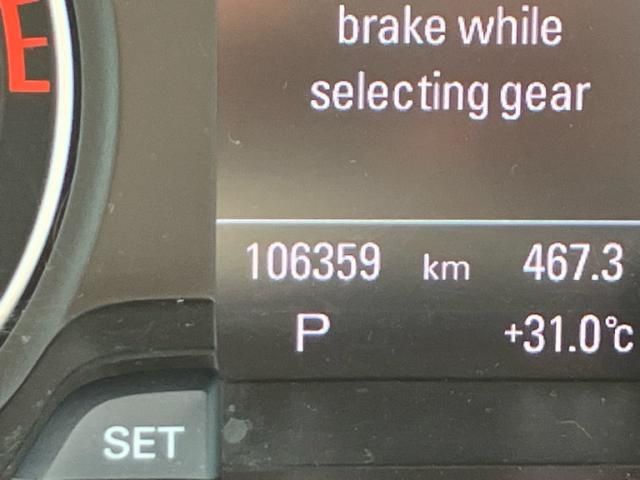 brake while
selecting gear
E
106359 km 467.3
P +31.0°c
SET